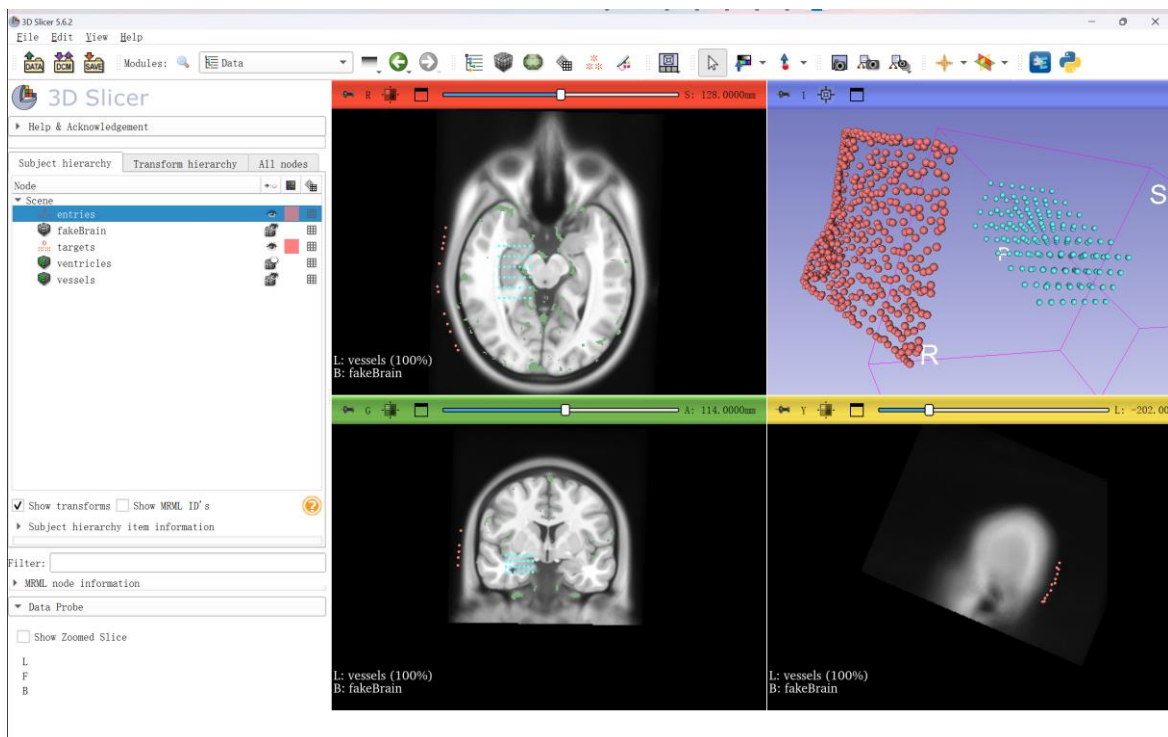 3D Slicer 5.6.2
File Edit View Help
DATA DCM SAVE Modules: Data
3D Slicer
Help & Acknowledgement
Subject hierarchy Transform hierarchy All nodes
Node
Scene
entries
fakeBrain
targets
ventricles
vessels
Show transforms Show MRML ID's
Subject hierarchy item information
Filter:
MRML node information
Data Probe
Show Zoomed Slice
L
F
B
R S: 128.0000mm
L: vessels (100%)
B: fakeBrain
1
S
P
R
G A: 114.0000mm
L: vessels (100%)
B: fakeBrain
Y L: -202.00
L: vessels (100%)
B: fakeBrain